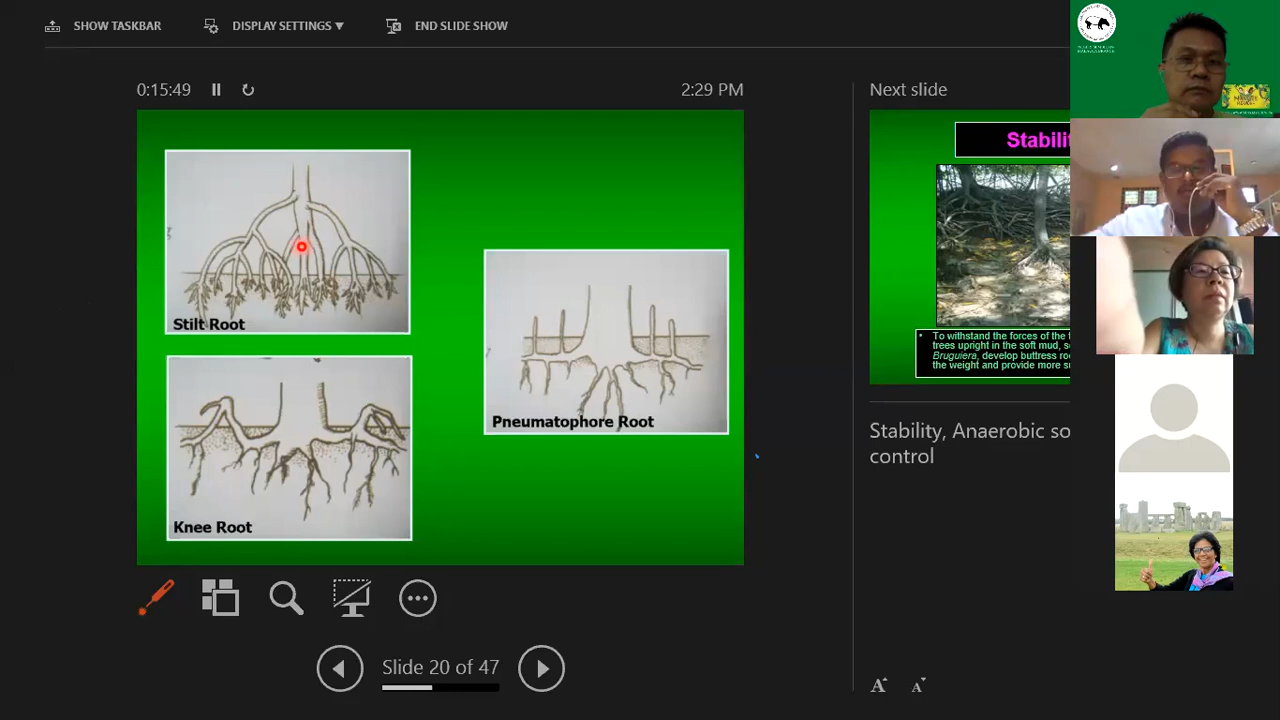 SHOW TASKBAR
DISPLAY SETTINGS ▼
END SLIDE SHOW
0:15:49
2:29 PM
Stilt Root
Knee Root
Pneumatophore Root
Slide 20 of 47
Next slide
Stabilit
• To withstand the forces of the
trees upright in the soft mud, s
Bruguiera, develop buttress ro
the weight and provide more su
Stability, Anaerobic so
control
A A